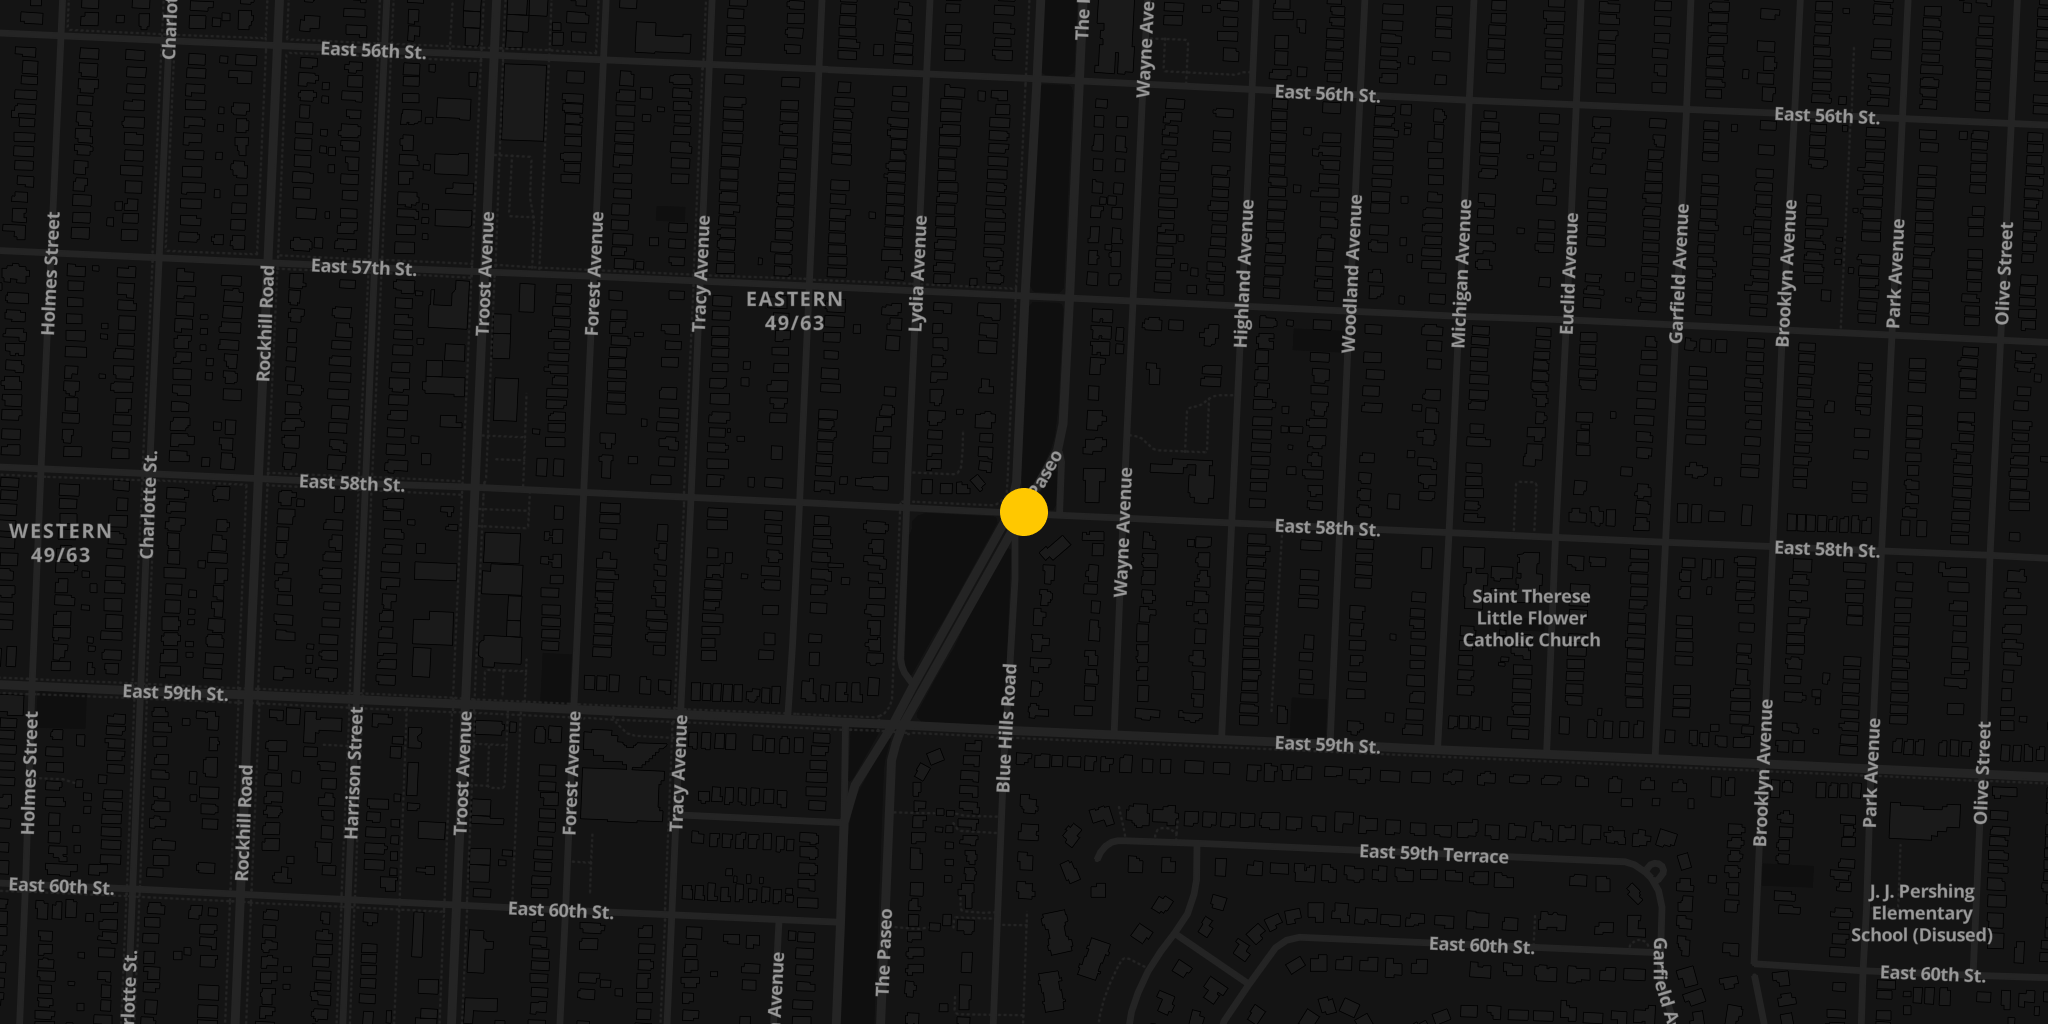 Wayne Ave
East 56th St.
East 56th St.
East 56th St.
Holmes Street
Rockhill Road
East 57th St.
Troost Avenue
Forest Avenue
Tracy Avenue
EASTERN
49/63
Lydia Avenue
Highland Avenue
Woodland Avenue
Michigan Avenue
Euclid Avenue
Garfield Avenue
Brooklyn Avenue
Park Avenue
Olive Street
East 58th St.
Charlotte St.
Paseo
Wayne Avenue
East 58th St.
East 58th St.
WESTERN
49/63
Saint Therese
Little Flower
Catholic Church
East 59th St.
Blue Hills Road
East 59th St.
Holmes Street
Rockhill Road
Harrison Street
Troost Avenue
Forest Avenue
Tracy Avenue
Brooklyn Avenue
Park Avenue
Olive Street
East 59th Terrace
East 60th St.
East 60th St.
The Paseo
East 60th St.
J. J. Pershing
Elementary
School (Disused)
East 60th St.
Garfield A
rlotte St.
Avenue
The
Charlo